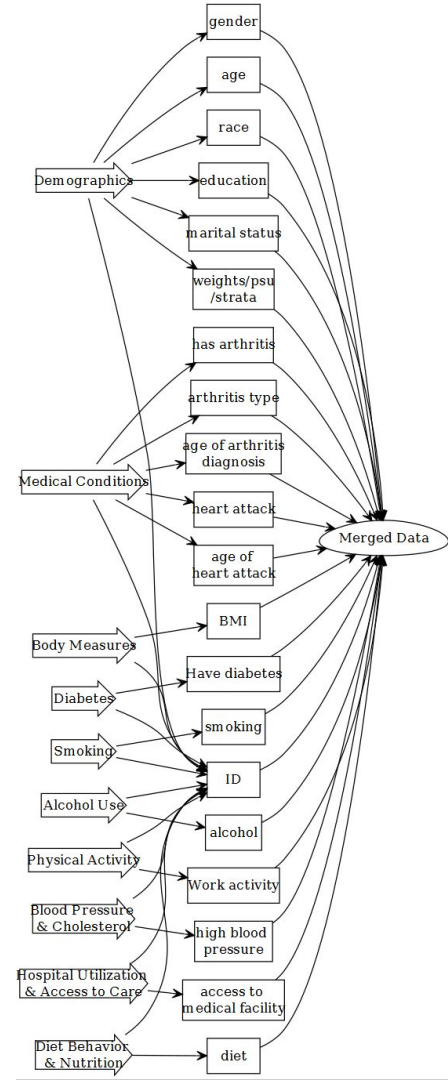 gender
age
race
Demographics
education
marital status
weights/psu
/strata
has arthritis
arthritis type
age of arthritis
diagnosis
Medical Conditions
heart attack
Merged Data
age of
heart attack
BMI
Body Measures
Have diabetes
Diabetes
smoking
Smoking
ID
Alcohol Use
alcohol
Physical Activity
Work activity
Blood Pressure
& Cholesterol
high blood
pressure
Hospital Utilization
& Access to Care
access to
medical facility
Diet Behavior
& Nutrition
diet